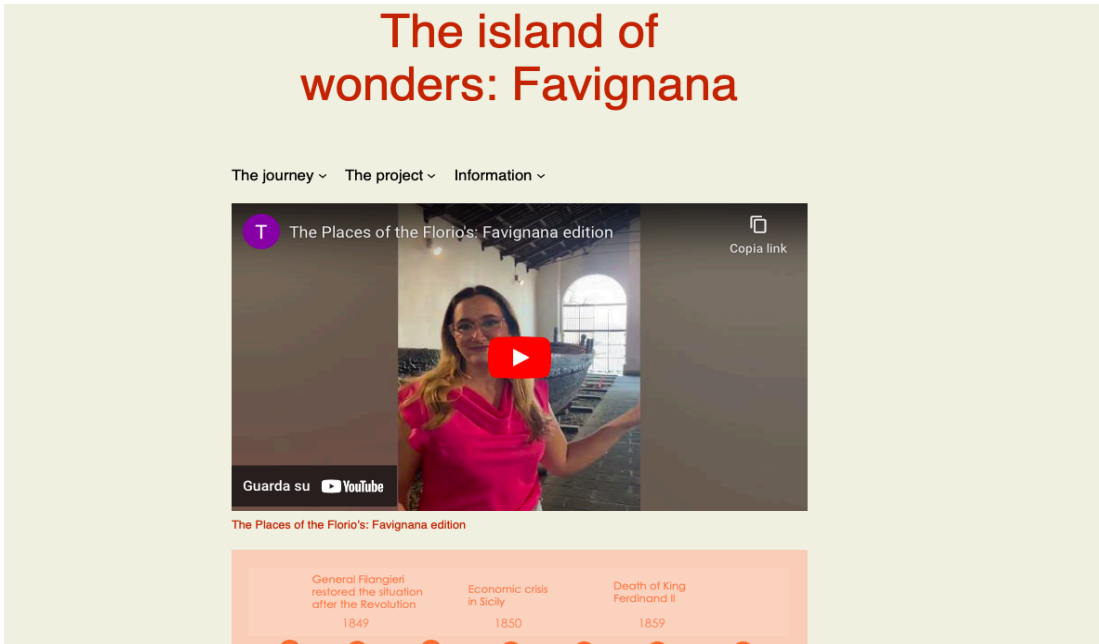 The island of
wonders: Favignana
The journey The project Information
T The Places of the Florio's: Favignana edition
Copia link
Guarda su YouTube
The Places of the Florio's: Favignana edition
General Filangieri
restored the situation
after the Revolution
1849
Economic crisis
in Sicily
1850
Death of King
Ferdinand II
1859